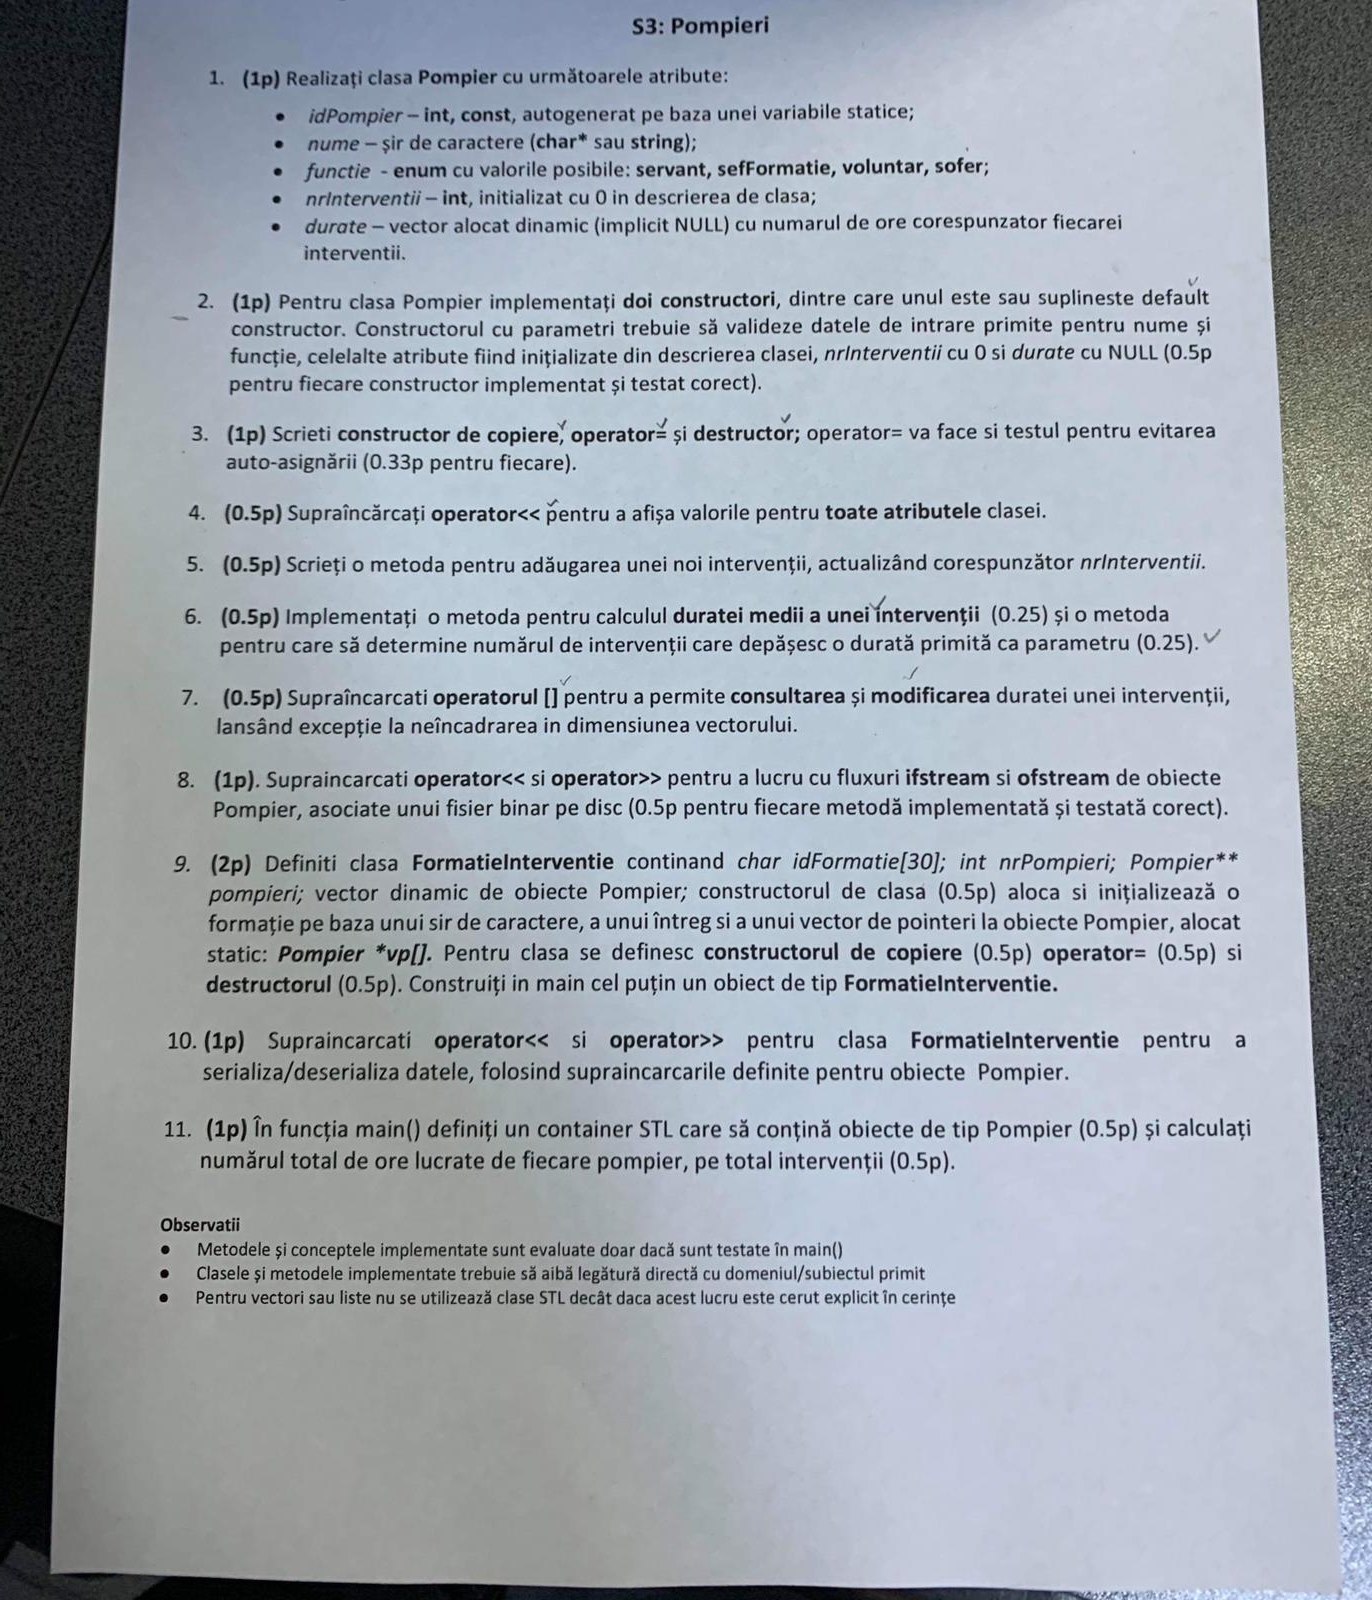 S3: Pompieri
1. (1p) Realizați clasa Pompier cu următoarele atribute:
• idPompier – int, const, autogenerat pe baza unei variabile statice;
• nume – șir de caractere (char* sau string);
• functie - enum cu valorile posibile: servant, sefFormatie, voluntar, sofer;
• nrInterventii – int, initializat cu 0 in descrierea de clasa;
• durate – vector alocat dinamic (implicit NULL) cu numarul de ore corespunzator fiecarei
interventii.
2. (1p) Pentru clasa Pompier implementați doi constructori, dintre care unul este sau suplineste default
constructor. Constructorul cu parametri trebuie să valideze datele de intrare primite pentru nume și
funcție, celelalte atribute fiind inițializate din descrierea clasei, nrInterventii cu 0 si durate cu NULL (0.5p
pentru fiecare constructor implementat și testat corect).
3. (1p) Scrieti constructor de copiere, operator= și destructor; operator= va face si testul pentru evitarea
auto-asignării (0.33p pentru fiecare).
4. (0.5p) Supraîncărcați operator<< pentru a afișa valorile pentru toate atributele clasei.
5. (0.5p) Scrieți o metoda pentru adăugarea unei noi intervenții, actualizând corespunzător nrInterventii.
6. (0.5p) Implementați o metoda pentru calculul duratei medii a unei intervenții (0.25) și o metoda
pentru care să determine numărul de intervenții care depășesc o durată primită ca parametru (0.25).
7. (0.5p) Supraîncarcati operatorul [] pentru a permite consultarea și modificarea duratei unei intervenții,
lansând excepție la neîncadrarea in dimensiunea vectorului.
8. (1p). Supraincarcati operator<< si operator>> pentru a lucru cu fluxuri ifstream si ofstream de obiecte
Pompier, asociate unui fisier binar pe disc (0.5p pentru fiecare metodă implementată și testată corect).
9. (2p) Definiti clasa FormatieInterventie continand char idFormatie[30]; int nrPompieri; Pompier**
pompieri; vector dinamic de obiecte Pompier; constructorul de clasa (0.5p) aloca si inițializează o
formație pe baza unui sir de caractere, a unui întreg si a unui vector de pointeri la obiecte Pompier, alocat
static: Pompier *vp[]. Pentru clasa se definesc constructorul de copiere (0.5p) operator= (0.5p) si
destructorul (0.5p). Construiți in main cel puțin un obiect de tip FormatieInterventie.
10. (1p) Supraincarcati operator<< si operator>> pentru clasa FormatieInterventie pentru a
serializa/deserializa datele, folosind supraincarcarile definite pentru obiecte Pompier.
11. (1p) În funcția main() definiți un container STL care să conțină obiecte de tip Pompier (0.5p) și calculați
numărul total de ore lucrate de fiecare pompier, pe total intervenții (0.5p).
Observatii
• Metodele și conceptele implementate sunt evaluate doar dacă sunt testate în main()
• Clasele și metodele implementate trebuie să aibă legătură directă cu domeniul/subiectul primit
• Pentru vectori sau liste nu se utilizează clase STL decât daca acest lucru este cerut explicit în cerințe